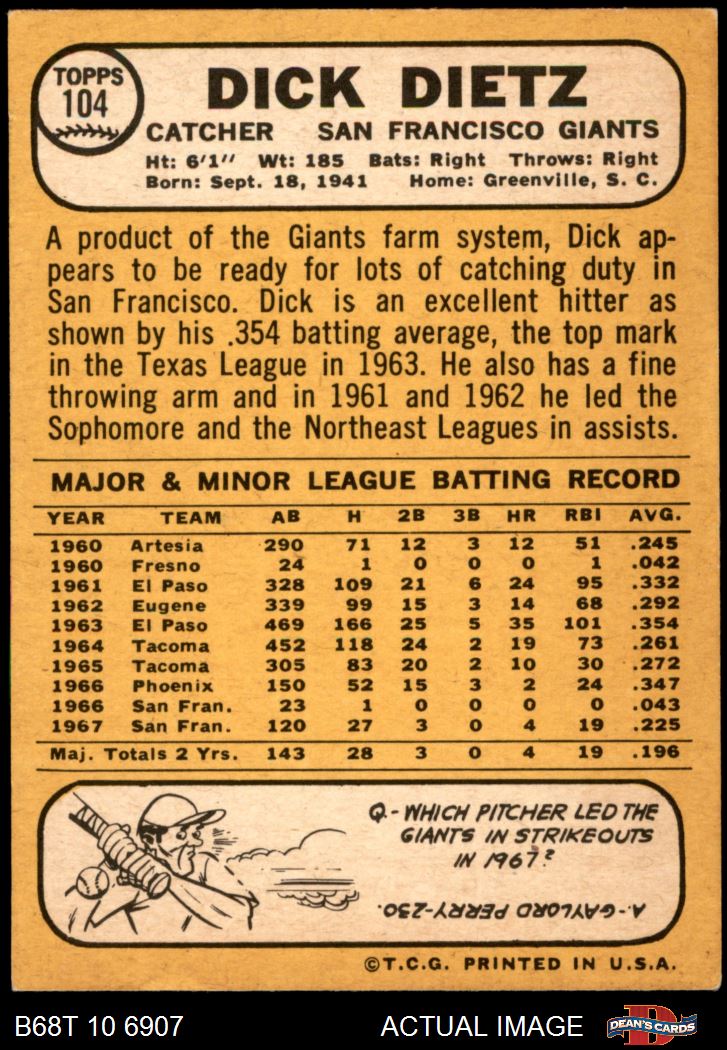 TOPPS
104
DICK DIETZ
CATCHER SAN FRANCISCO GIANTS
Ht: 6'1" Wt: 185 Bats: Right Throws: Right
Born: Sept. 18, 1941 Home: Greenville, S. C.
A product of the Giants farm system, Dick ap-
pears to be ready for lots of catching duty in
San Francisco. Dick is an excellent hitter as
shown by his .354 batting average, the top mark
in the Texas League in 1963. He also has a fine
throwing arm and in 1961 and 1962 he led the
Sophomore and the Northeast Leagues in assists.
MAJOR & MINOR LEAGUE BATTING RECORD
YEAR TEAM AB H 2B 3B HR RBI AVG.
1960 Artesia 290 71 12 3 12 51 .245
1960 Fresno 24 1 0 0 0 1 .042
1961 El Paso 328 109 21 6 24 95 .332
1962 Eugene 339 99 15 3 14 68 .292
1963 El Paso 469 166 25 5 35 101 .354
1964 Tacoma 452 118 24 2 19 73 .261
1965 Tacoma 305 83 20 2 10 30 .272
1966 Phoenix 150 52 15 3 2 24 .347
1966 San Fran. 23 1 0 0 0 0 .043
1967 San Fran. 120 27 3 0 4 19 .225
Maj. Totals 2 Yrs. 143 28 3 0 4 19 .196
Q.- WHICH PITCHER LED THE
GIANTS IN STRIKEOUTS
IN 1967?
A.-GAYLORD PERRY-230.
©T.C.G. PRINTED IN U.S.A.
B68T 10 6907 ACTUAL IMAGE
D
DEAN'S CARDS